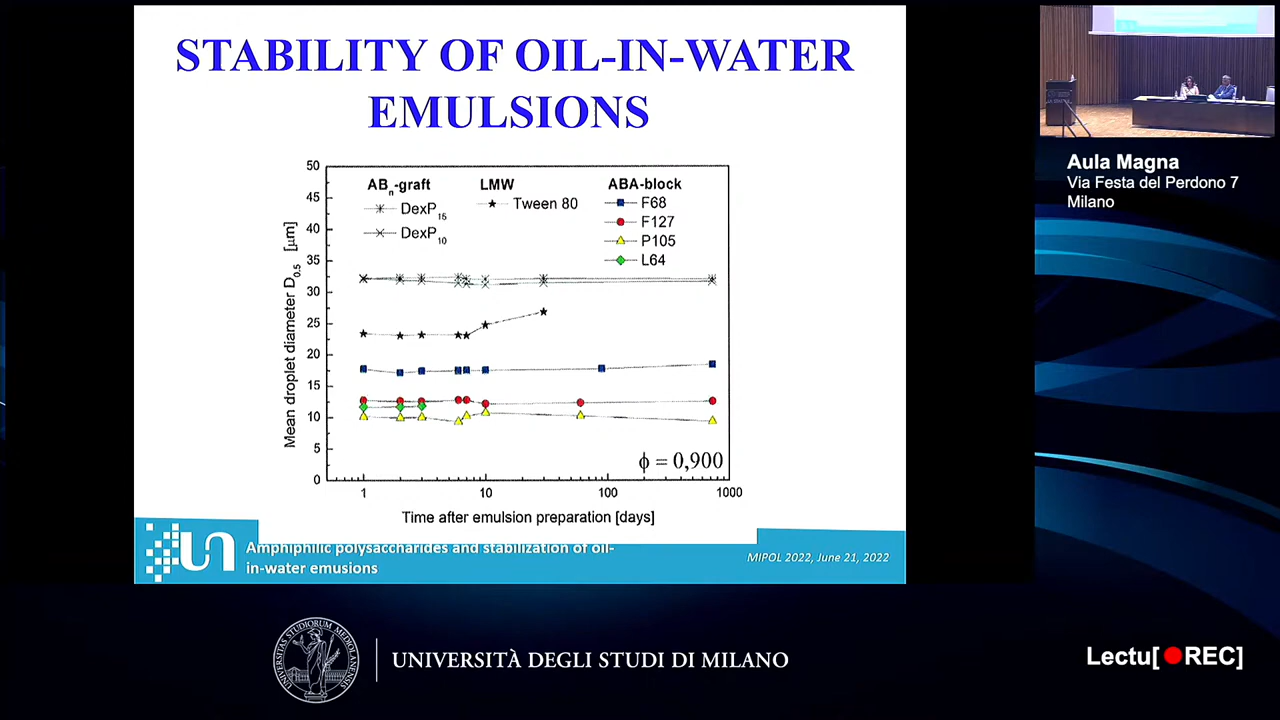 STABILITY OF OIL-IN-WATER
EMULSIONS
ABn-graft
DexP15
DexP10
LMW
Tween 80
ABA-block
F68
F127
P105
L64
50
45
40
35
30
25
20
15
10
5
0
Mean droplet diameter D0.5 [μm]
ϕ = 0,900
1
10
100
1000
Time after emulsion preparation [days]
un
Amphiphilic polysaccharides and stabilization of oil-
in-water emusions
MIPOL 2022, June 21, 2022
Aula Magna
Via Festa del Perdono 7
Milano
UNIVERSITÀ DEGLI STUDI DI MILANO
Lectu[REC]